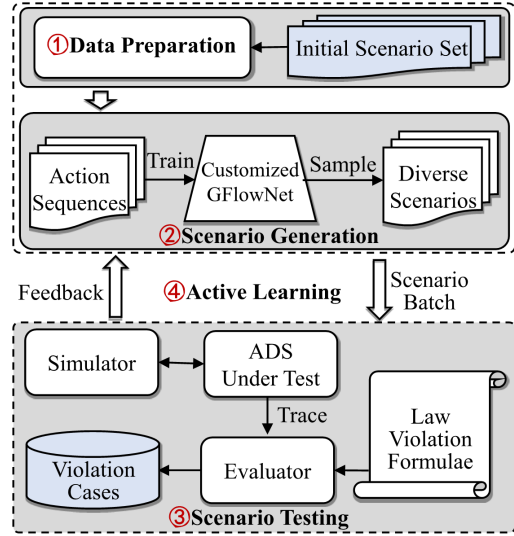 ①Data Preparation
Initial Scenario Set
Action
Sequences
Train
Customized
GFlowNet
Sample
Diverse
Scenarios
②Scenario Generation
Feedback
④Active Learning
Scenario
Batch
Simulator
ADS
Under Test
Trace
Law
Violation
Formulae
Violation
Cases
Evaluator
③Scenario Testing